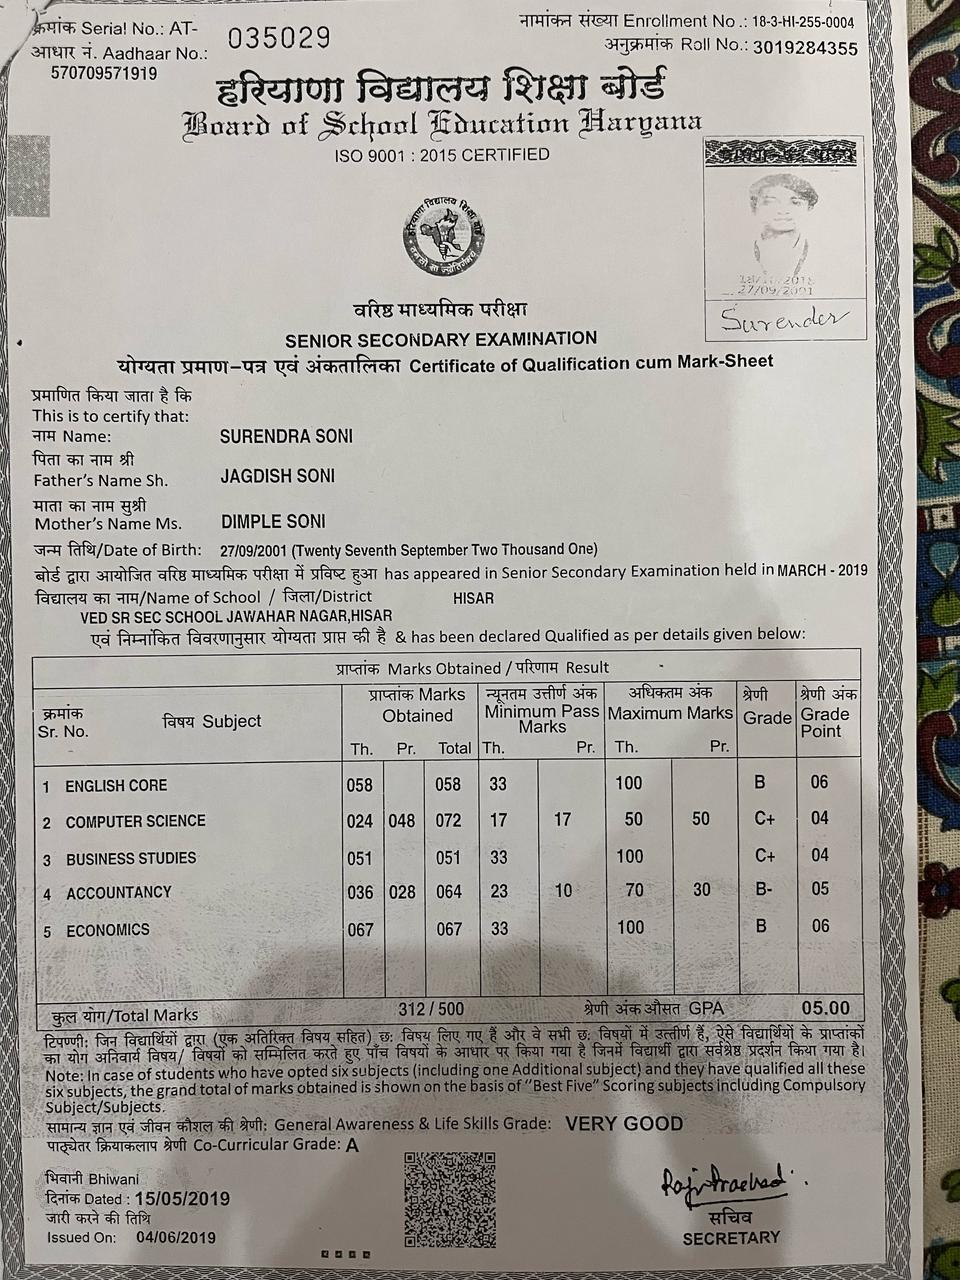 क्रमांक Serial No.: AT- 035029
नामांकन संख्या Enrollment No.: 18-3-HI-255-0004
आधार नं. Aadhaar No.:
570709571919
अनुक्रमांक Roll No.: 3019284355
हरियाणा विद्यालय शिक्षा बोर्ड
Board of School Education Haryana
ISO 9001 : 2015 CERTIFIED
हरियाणा विद्यालय शिक्षा बोर्ड
27/09/2001
Surender
वरिष्ठ माध्यमिक परीक्षा
SENIOR SECONDARY EXAMINATION
योग्यता प्रमाण-पत्र एवं अंकतालिका Certificate of Qualification cum Mark-Sheet
प्रमाणित किया जाता है कि
This is to certify that:
नाम Name: SURENDRA SONI
पिता का नाम श्री
Father's Name Sh. JAGDISH SONI
माता का नाम सुश्री
Mother's Name Ms. DIMPLE SONI
जन्म तिथि/Date of Birth: 27/09/2001 (Twenty Seventh September Two Thousand One)
बोर्ड द्वारा आयोजित वरिष्ठ माध्यमिक परीक्षा में प्रविष्ट हुआ has appeared in Senior Secondary Examination held in MARCH - 2019
विद्यालय का नाम/Name of School / जिला/District HISAR
VED SR SEC SCHOOL JAWAHAR NAGAR,HISAR
एवं निम्नांकित विवरणानुसार योग्यता प्राप्त की है & has been declared Qualified as per details given below:
प्राप्तांक Marks Obtained / परिणाम Result
क्रमांक Sr. No. विषय Subject प्राप्तांक Marks Obtained न्यूनतम उत्तीर्ण अंक Minimum Pass Marks अधिकतम अंक Maximum Marks श्रेणी Grade श्रेणी अंक Grade Point
Th. Pr. Total Th. Pr. Th. Pr.
1 ENGLISH CORE 058 058 33 100 B 06
2 COMPUTER SCIENCE 024 048 072 17 17 50 50 C+ 04
3 BUSINESS STUDIES 051 051 33 100 C+ 04
4 ACCOUNTANCY 036 028 064 23 10 70 30 B- 05
5 ECONOMICS 067 067 33 100 B 06
कुल योग/Total Marks 312 / 500 श्रेणी अंक औसत GPA 05.00
टिपणी: जिन विद्यार्थियों द्वारा (एक अतिरिक्त विषय सहित) छ: विषय लिए गए हैं और वे सभी छ: विषयों में उत्तीर्ण हैं, ऐसे विद्यार्थियों के प्राप्तांकों
का योग अनिवार्य विषय/ विषयों को सम्मिलित करते हुए पाँच विषयों के आधार पर किया गया है जिनमें विद्यार्थी द्वारा सर्वश्रेष्ठ प्रदर्शन किया गया है।
Note: In case of students who have opted six subjects (including one Additional subject) and they have qualified all these
six subjects, the grand total of marks obtained is shown on the basis of "Best Five" Scoring subjects including Compulsory
Subject/Subjects.
सामान्य ज्ञान एवं जीवन कौशल की श्रेणी: General Awareness & Life Skills Grade: VERY GOOD
पाठ्येतर क्रियाकलाप श्रेणी Co-Curricular Grade: A
भिवानी Bhiwani
दिनांक Dated : 15/05/2019
जारी करने की तिथि
Issued On: 04/06/2019
सचिव
SECRETARY